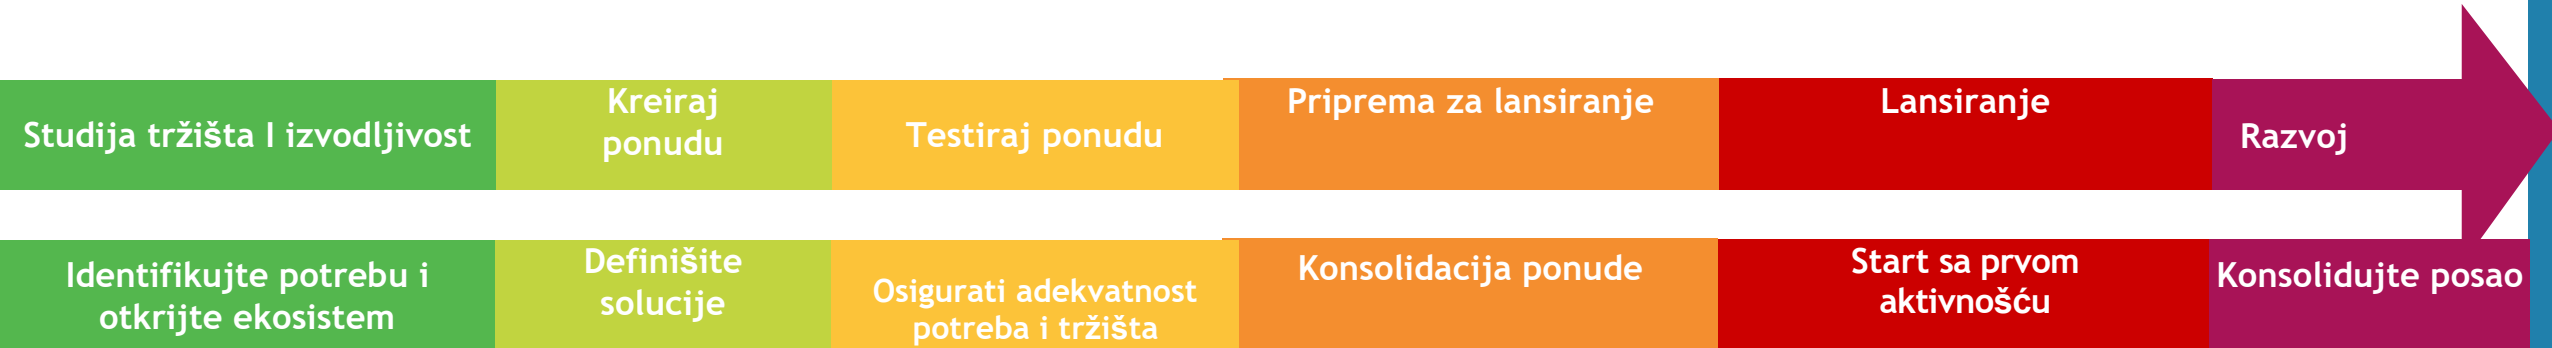 Studija tržišta I izvodljivost
Kreiraj
ponudu
Testiraj ponudu
Priprema za lansiranje
Lansiranje
Razvoj
Identifikujte potrebu i
otkrijte ekosistem
Definišite
solucije
Osigurati adekvatnost
potreba i tržišta
Konsolidacija ponude
Start sa prvom
aktivnošću
Konsolidujte posao